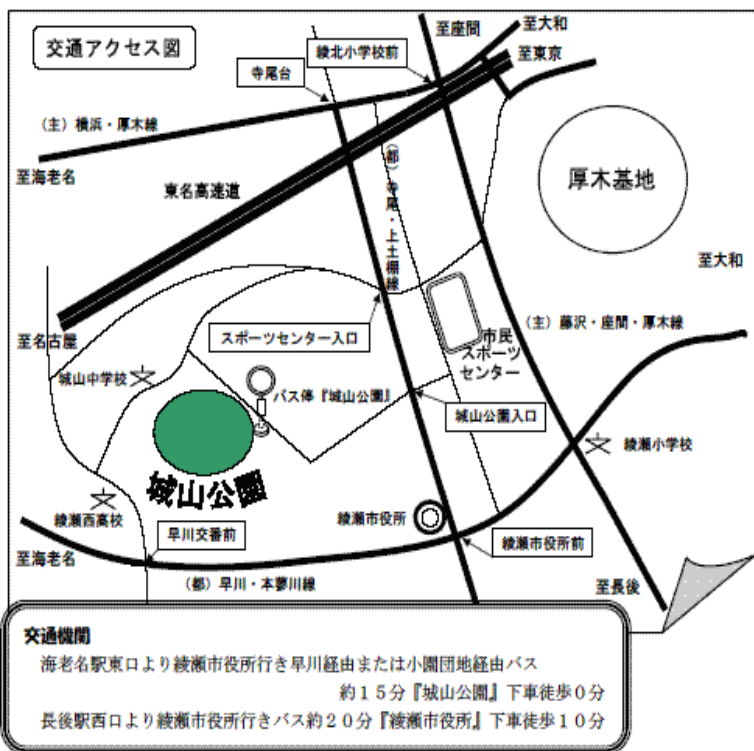 交通アクセス図
至座間
至大和
綾北小学校前
至東京
寺尾台
(主)横浜・厚木線
至海老名
東名高速道
(都)寺尾・上土棚線
厚木基地
至大和
至名古屋
スポーツセンター入口
市民
スポーツ
センター
(主)藤沢・座間・厚木線
城山中学校
バス停『城山公園』
城山公園入口
綾瀬小学校
城山公園
綾瀬西高校
綾瀬市役所
早川交番前
綾瀬市役所前
至海老名
(都)早川・本蓼川線
至長後
交通機関
海老名駅東口より綾瀬市役所行き早川経由または小園団地経由バス
約15分『城山公園』下車徒歩0分
長後駅西口より綾瀬市役所行きバス約20分『綾瀬市役所』下車徒歩10分